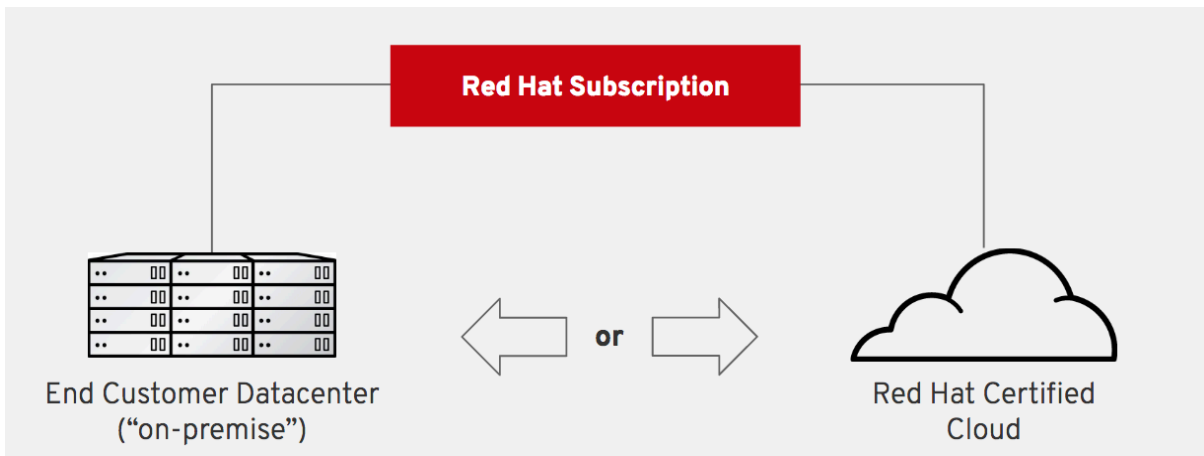 Red Hat Subscription
or
End Customer Datacenter
(“on-premise”)
Red Hat Certified
Cloud